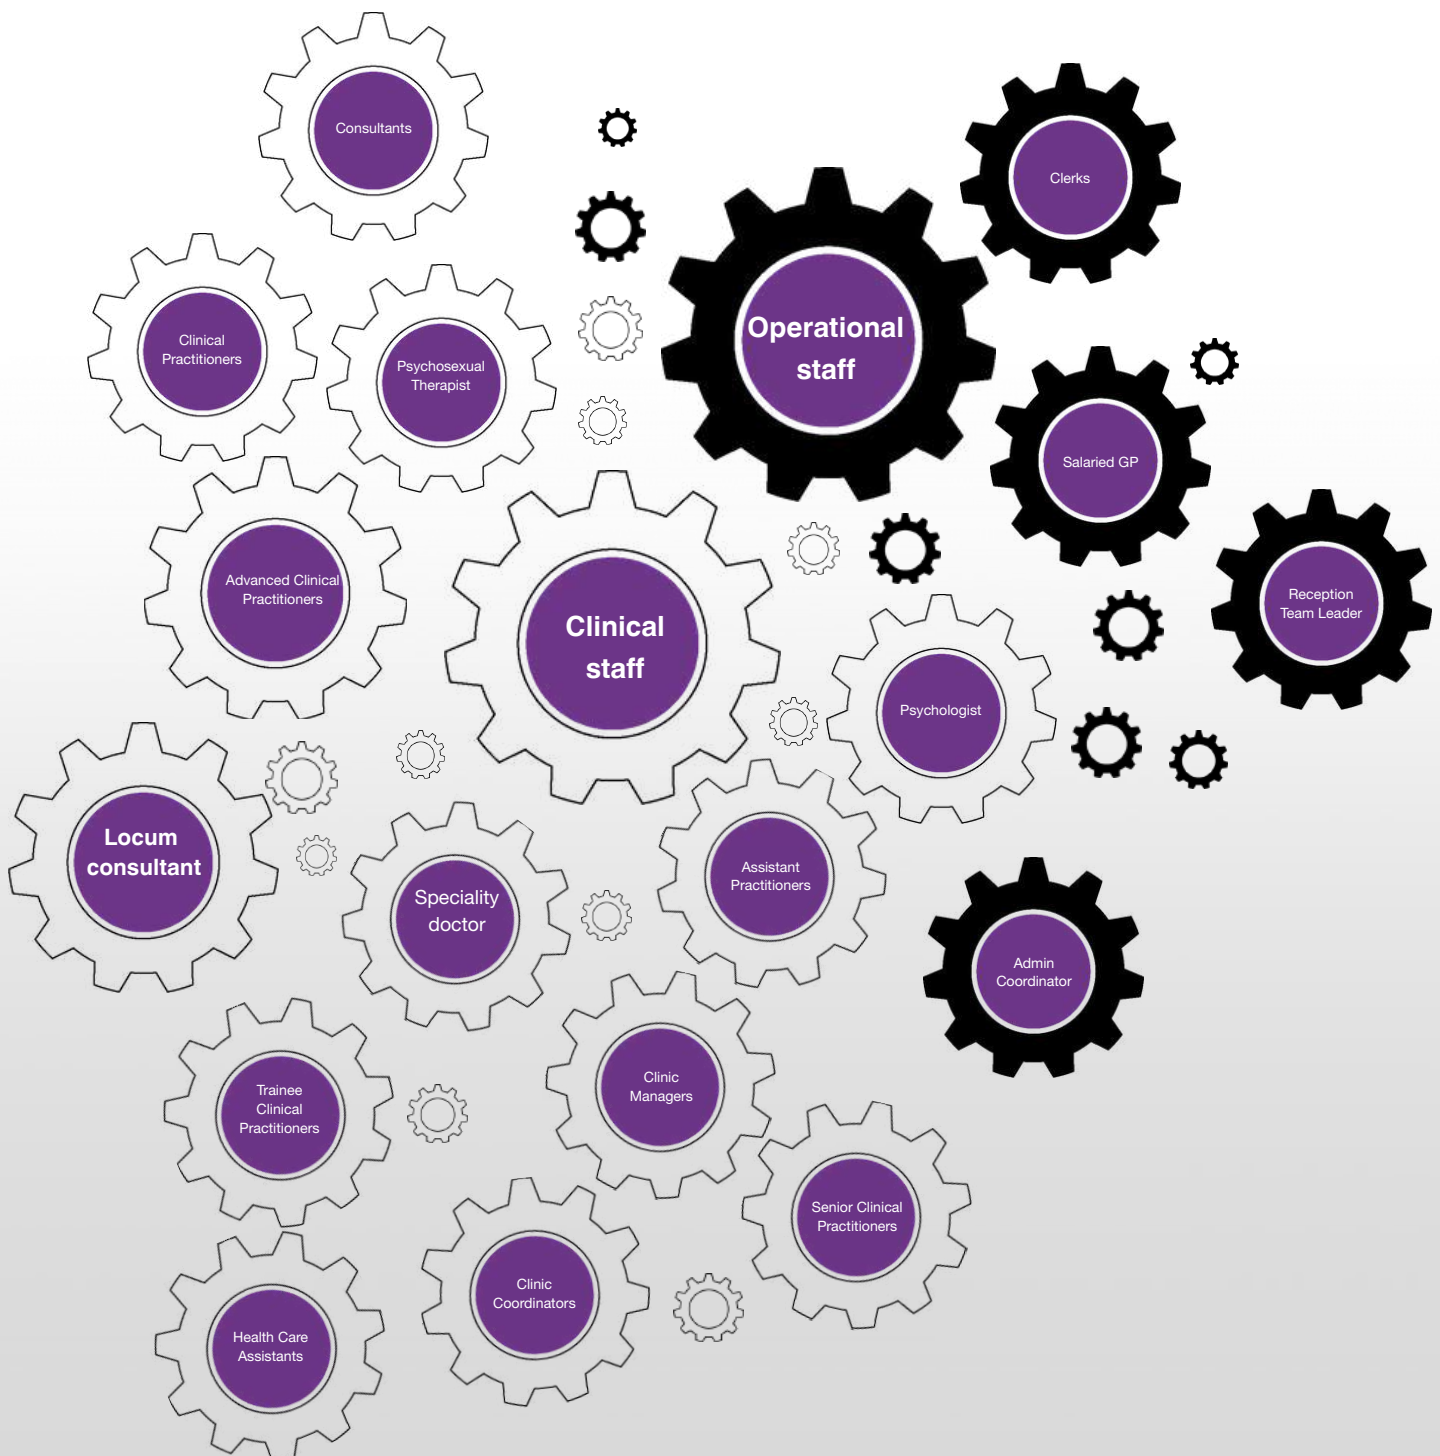 Consultants
Clerks
Clinical
Practitioners
Psychosexual
Therapist
Operational
staff
Salaried GP
Advanced Clinical
Practitioners
Clinical
staff
Reception
Team Leader
Psychologist
Locum
consultant
Speciality
doctor
Assistant
Practitioners
Admin
Coordinator
Trainee
Clinical
Practitioners
Clinic
Managers
Senior Clinical
Practitioners
Clinic
Coordinators
Health Care
Assistants